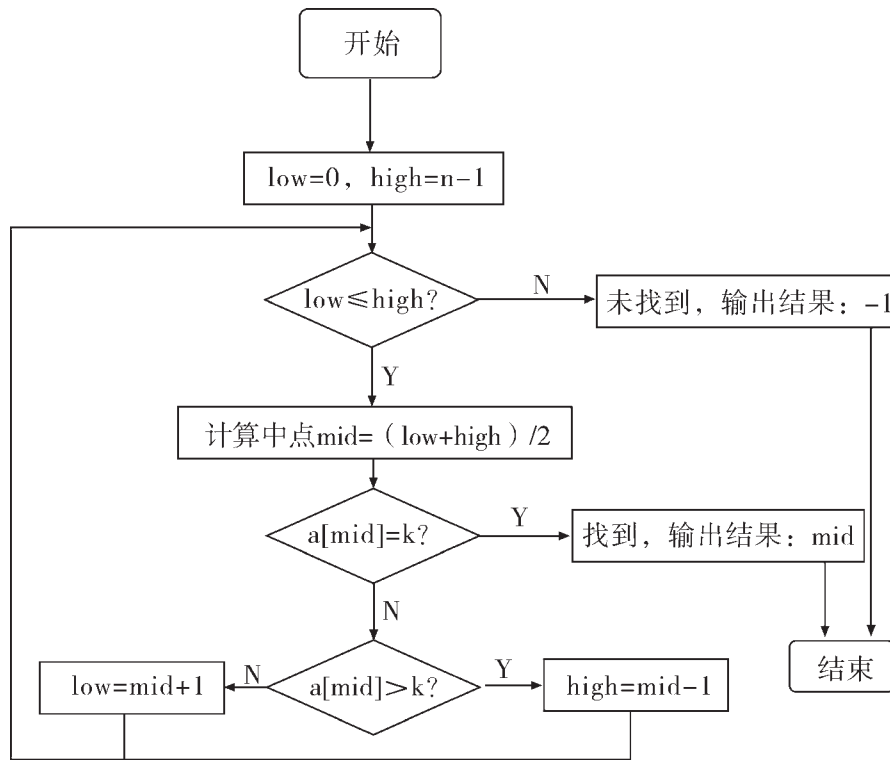 开始
low=0，high=n-1
low≤high？
N
未找到，输出结果：-1
Y
计算中点mid=（low+high）/2
a[mid]=k？
Y
找到，输出结果：mid
N
low=mid+1
N
a[mid]>k？
Y
high=mid-1
结束